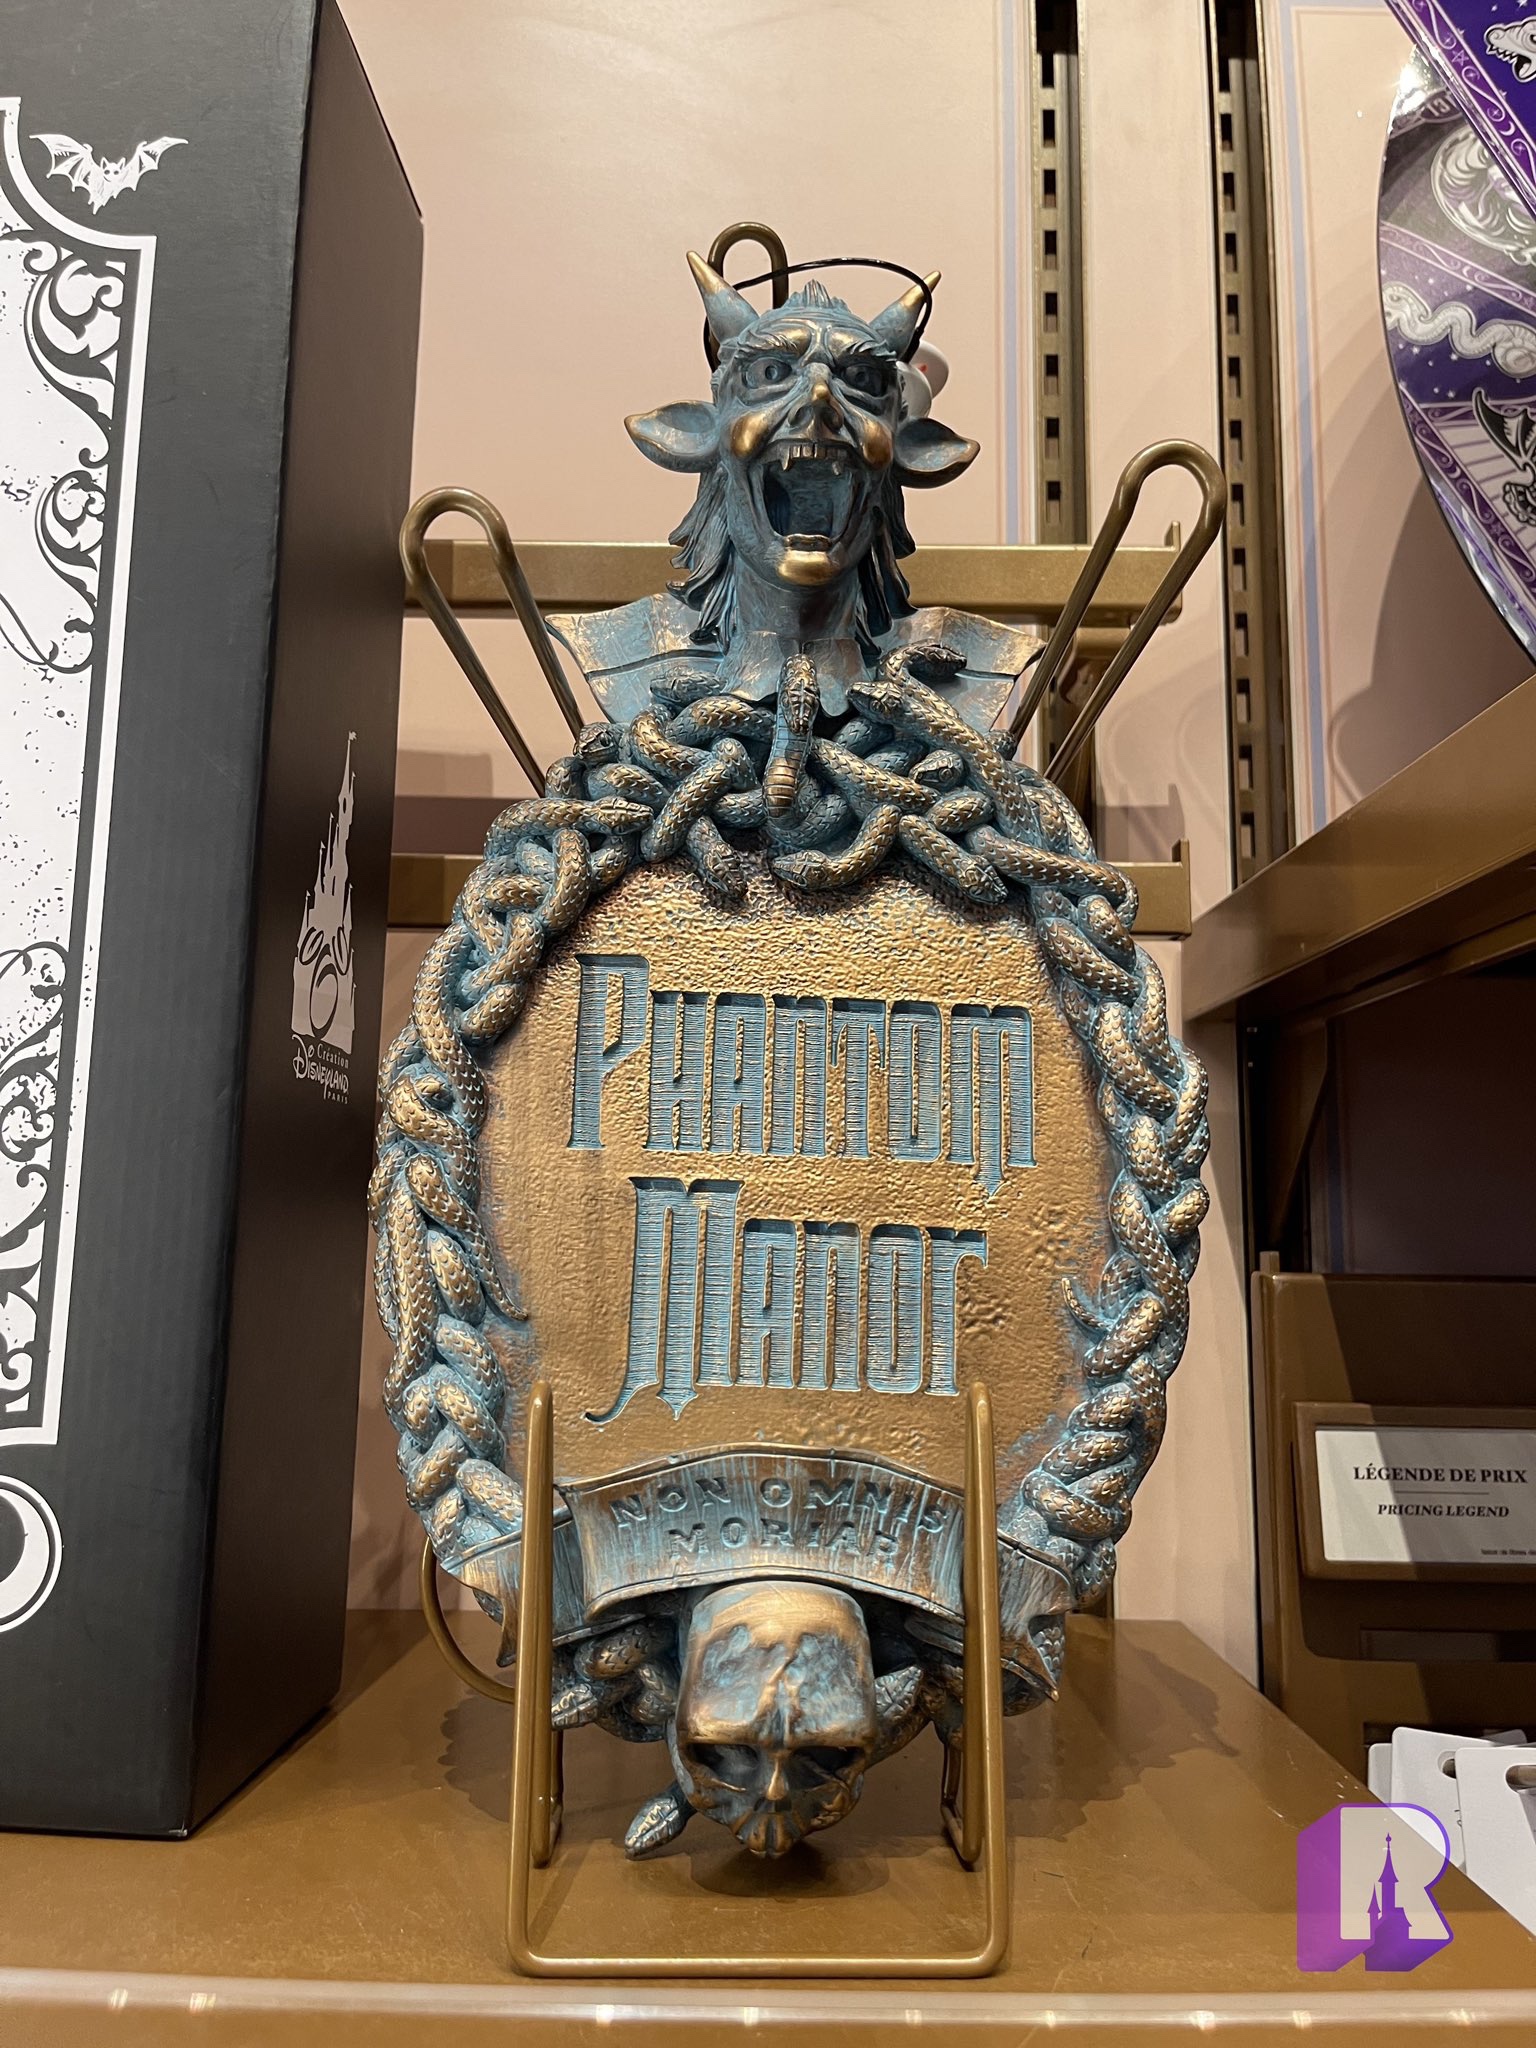 Phantom
Manor
NON OMNIS
MORIAR
Création
Disneyland
PARIS
LÉGENDE DE PRIX
PRICING LEGEND
R